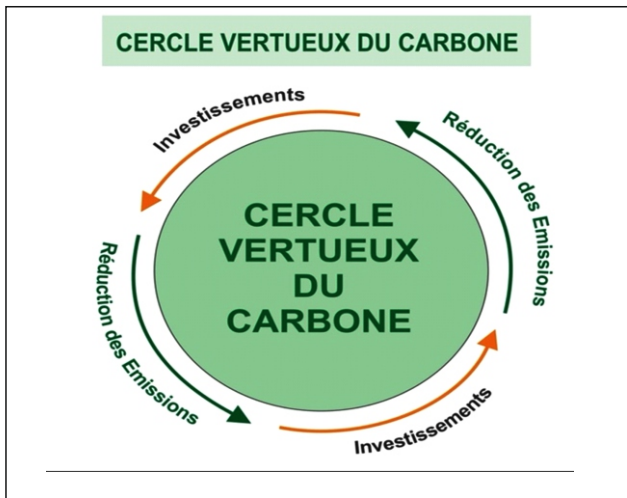 CERCLE VERTUEUX DU CARBONE
Investissements
Réduction des Emissions
CERCLE
VERTUEUX
DU
CARBONE
Réduction des Emissions
Investissements